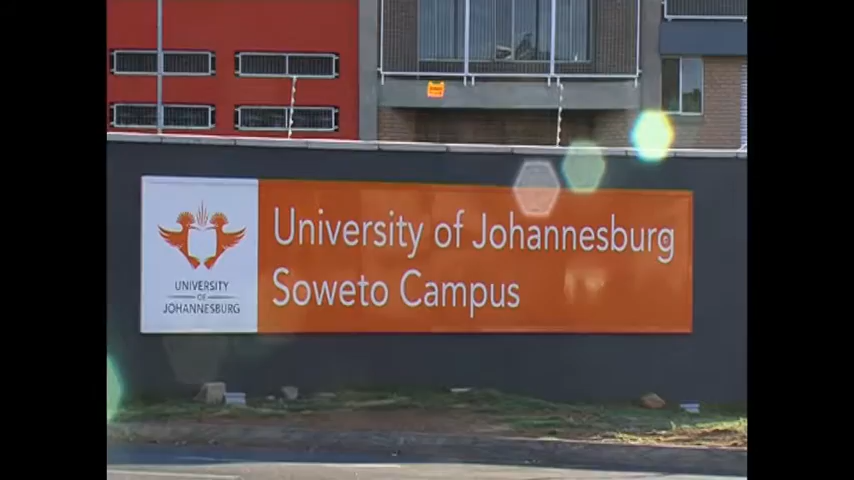 University of Johannesburg
Soweto Campus
UNIVERSITY
OF
JOHANNESBURG